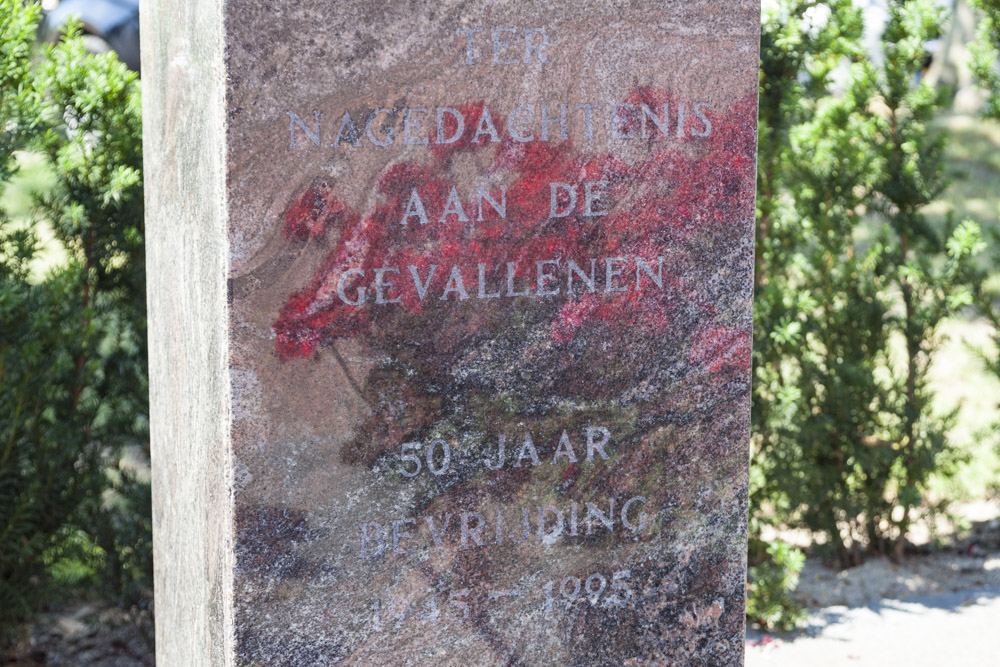 TER
NAGEDACHTENIS
AAN DE
GEVALLENEN
50 JAAR
BEVRIJDING
1945 - 1995